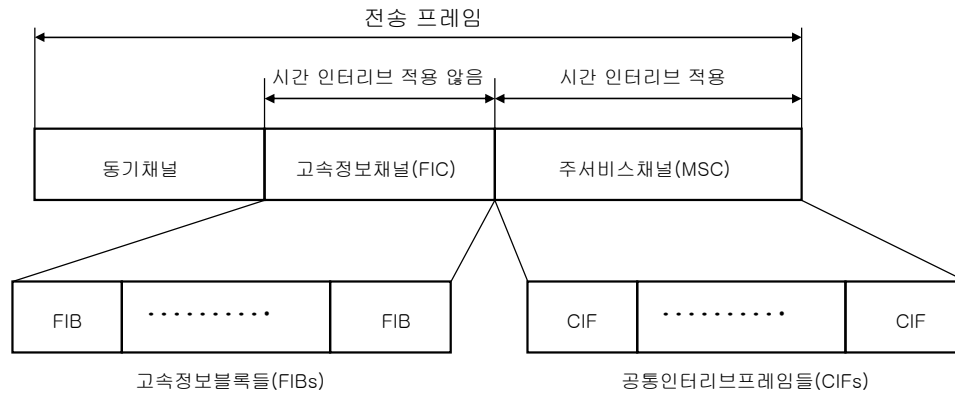 전송 프레임
시간 인터리브 적용 않음
시간 인터리브 적용
동기채널
고속정보채널(FIC)
주서비스채널(MSC)
FIB
··········
FIB
CIF
··········
CIF
고속정보블록들(FIBs)
공통인터리브프레임들(CIFs)